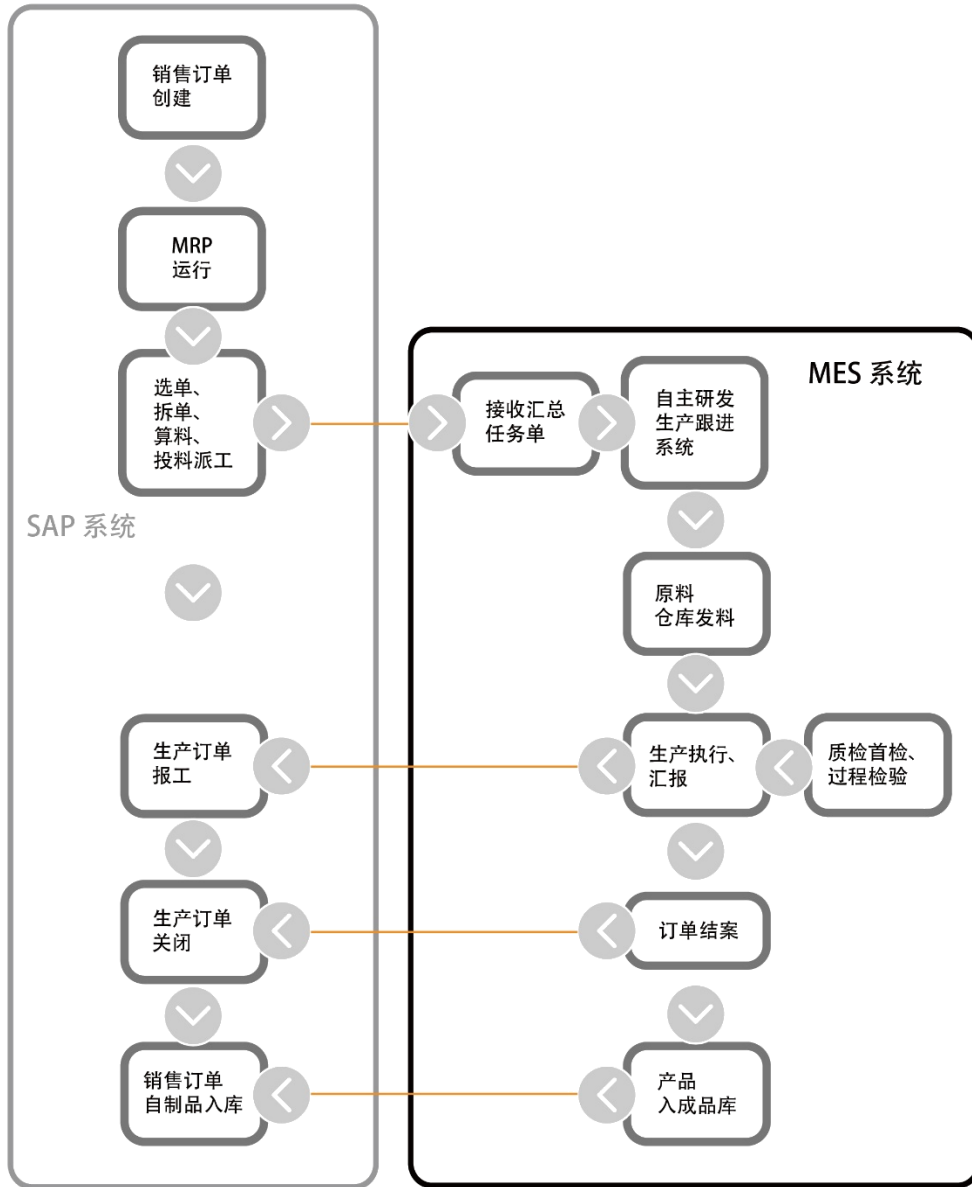 销售订单
创建
MRP
运行
选单、
拆单、
算料、
投料派工
SAP 系统
生产订单
报工
生产订单
关闭
销售订单
自制品入库
MES 系统
接收汇总
任务单
自主研发
生产跟进
系统
原料
仓库发料
生产执行、
汇报
质检首检、
过程检验
订单结案
产品
入成品库